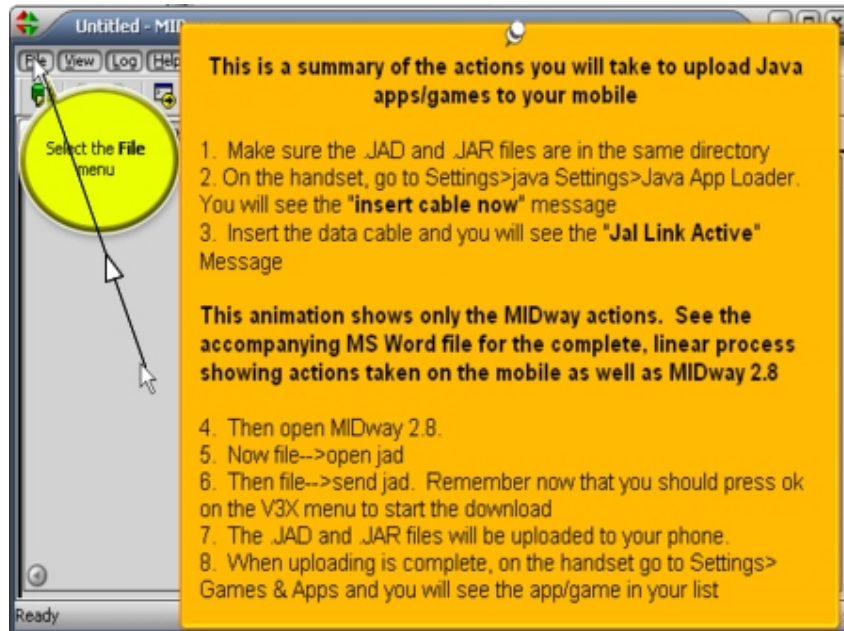 Untitled - MID
File View Log Help
Select the File
menu
This is a summary of the actions you will take to upload Java
apps/games to your mobile
1. Make sure the .JAD and .JAR files are in the same directory
2. On the handset, go to Settings>java Settings>Java App Loader.
You will see the "insert cable now" message
3. Insert the data cable and you will see the "Jal Link Active"
Message
This animation shows only the MIDway actions. See the
accompanying MS Word file for the complete, linear process
showing actions taken on the mobile as well as MIDway 2.8
4. Then open MIDway 2.8.
5. Now file-->open jad
6. Then file-->send jad. Remember now that you should press ok
on the V3X menu to start the download
7. The .JAD and .JAR files will be uploaded to your phone.
8. When uploading is complete, on the handset go to Settings>
Games & Apps and you will see the app/game in your list
Ready